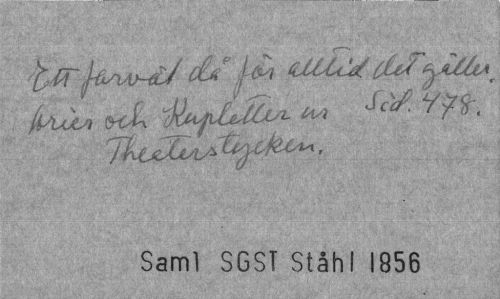 Ett farväl då för alltid det gäller.
Arier och Kupletter ur Sid. 478.
Theaterstycken.
Saml SGST Ståhl 1856